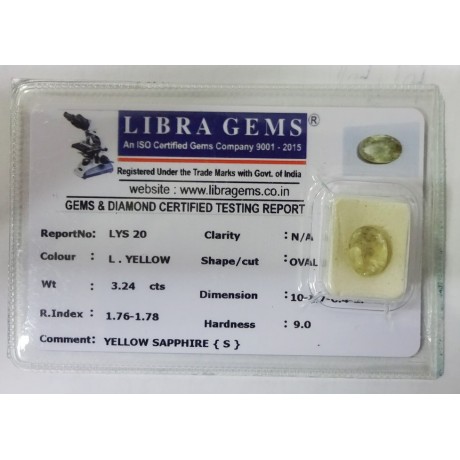 LIBRA GEMS ®
An ISO Certified Gems Company 9001 - 2015
Registered Under the Trade Marks with Govt. of India
website : www.libragems.co.in
GEMS & DIAMOND CERTIFIED TESTING REPORT
ReportNo: LYS 20 Clarity : N/A
Colour : L . YELLOW Shape/cut : OVAL
Wt : 3.24 cts Dimension :
R.Index : 1.76-1.78 Hardness : 9.0
Comment: YELLOW SAPPHIRE { S }